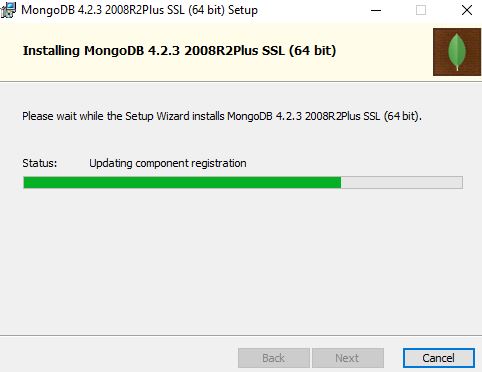 MongoDB 4.2.3 2008R2Plus SSL (64 bit) Setup
Installing MongoDB 4.2.3 2008R2Plus SSL (64 bit)
Please wait while the Setup Wizard installs MongoDB 4.2.3 2008R2Plus SSL (64 bit).
Status: Updating component registration
Back Next Cancel